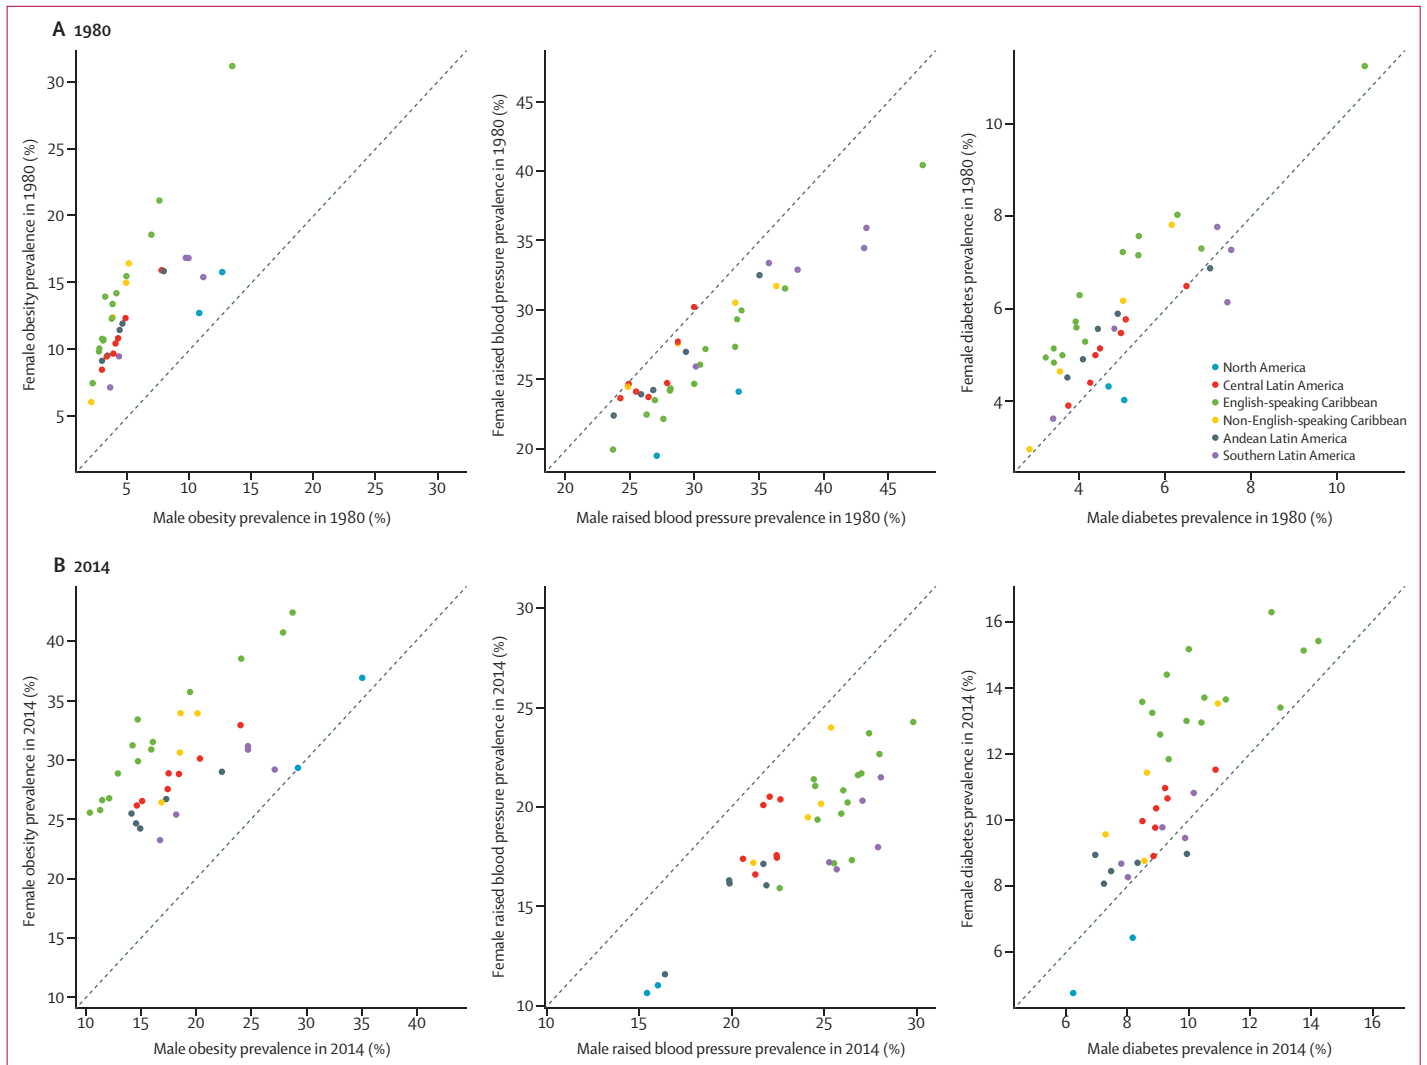 A 1980
Female obesity prevalence in 1980 (%)
30
25
20
15
10
5
5 10 15 20 25 30
Male obesity prevalence in 1980 (%)
Female raised blood pressure prevalence in 1980 (%)
45
40
35
30
25
20
20 25 30 35 40 45
Male raised blood pressure prevalence in 1980 (%)
Female diabetes prevalence in 1980 (%)
10
8
6
4
4 6 8 10
Male diabetes prevalence in 1980 (%)
North America
Central Latin America
English-speaking Caribbean
Non-English-speaking Caribbean
Andean Latin America
Southern Latin America
B 2014
Female obesity prevalence in 2014 (%)
40
35
30
25
20
15
10
10 15 20 25 30 35 40
Male obesity prevalence in 2014 (%)
Female raised blood pressure prevalence in 2014 (%)
30
25
20
15
10
10 15 20 25 30
Male raised blood pressure prevalence in 2014 (%)
Female diabetes prevalence in 2014 (%)
16
14
12
10
8
6
6 8 10 12 14 16
Male diabetes prevalence in 2014 (%)